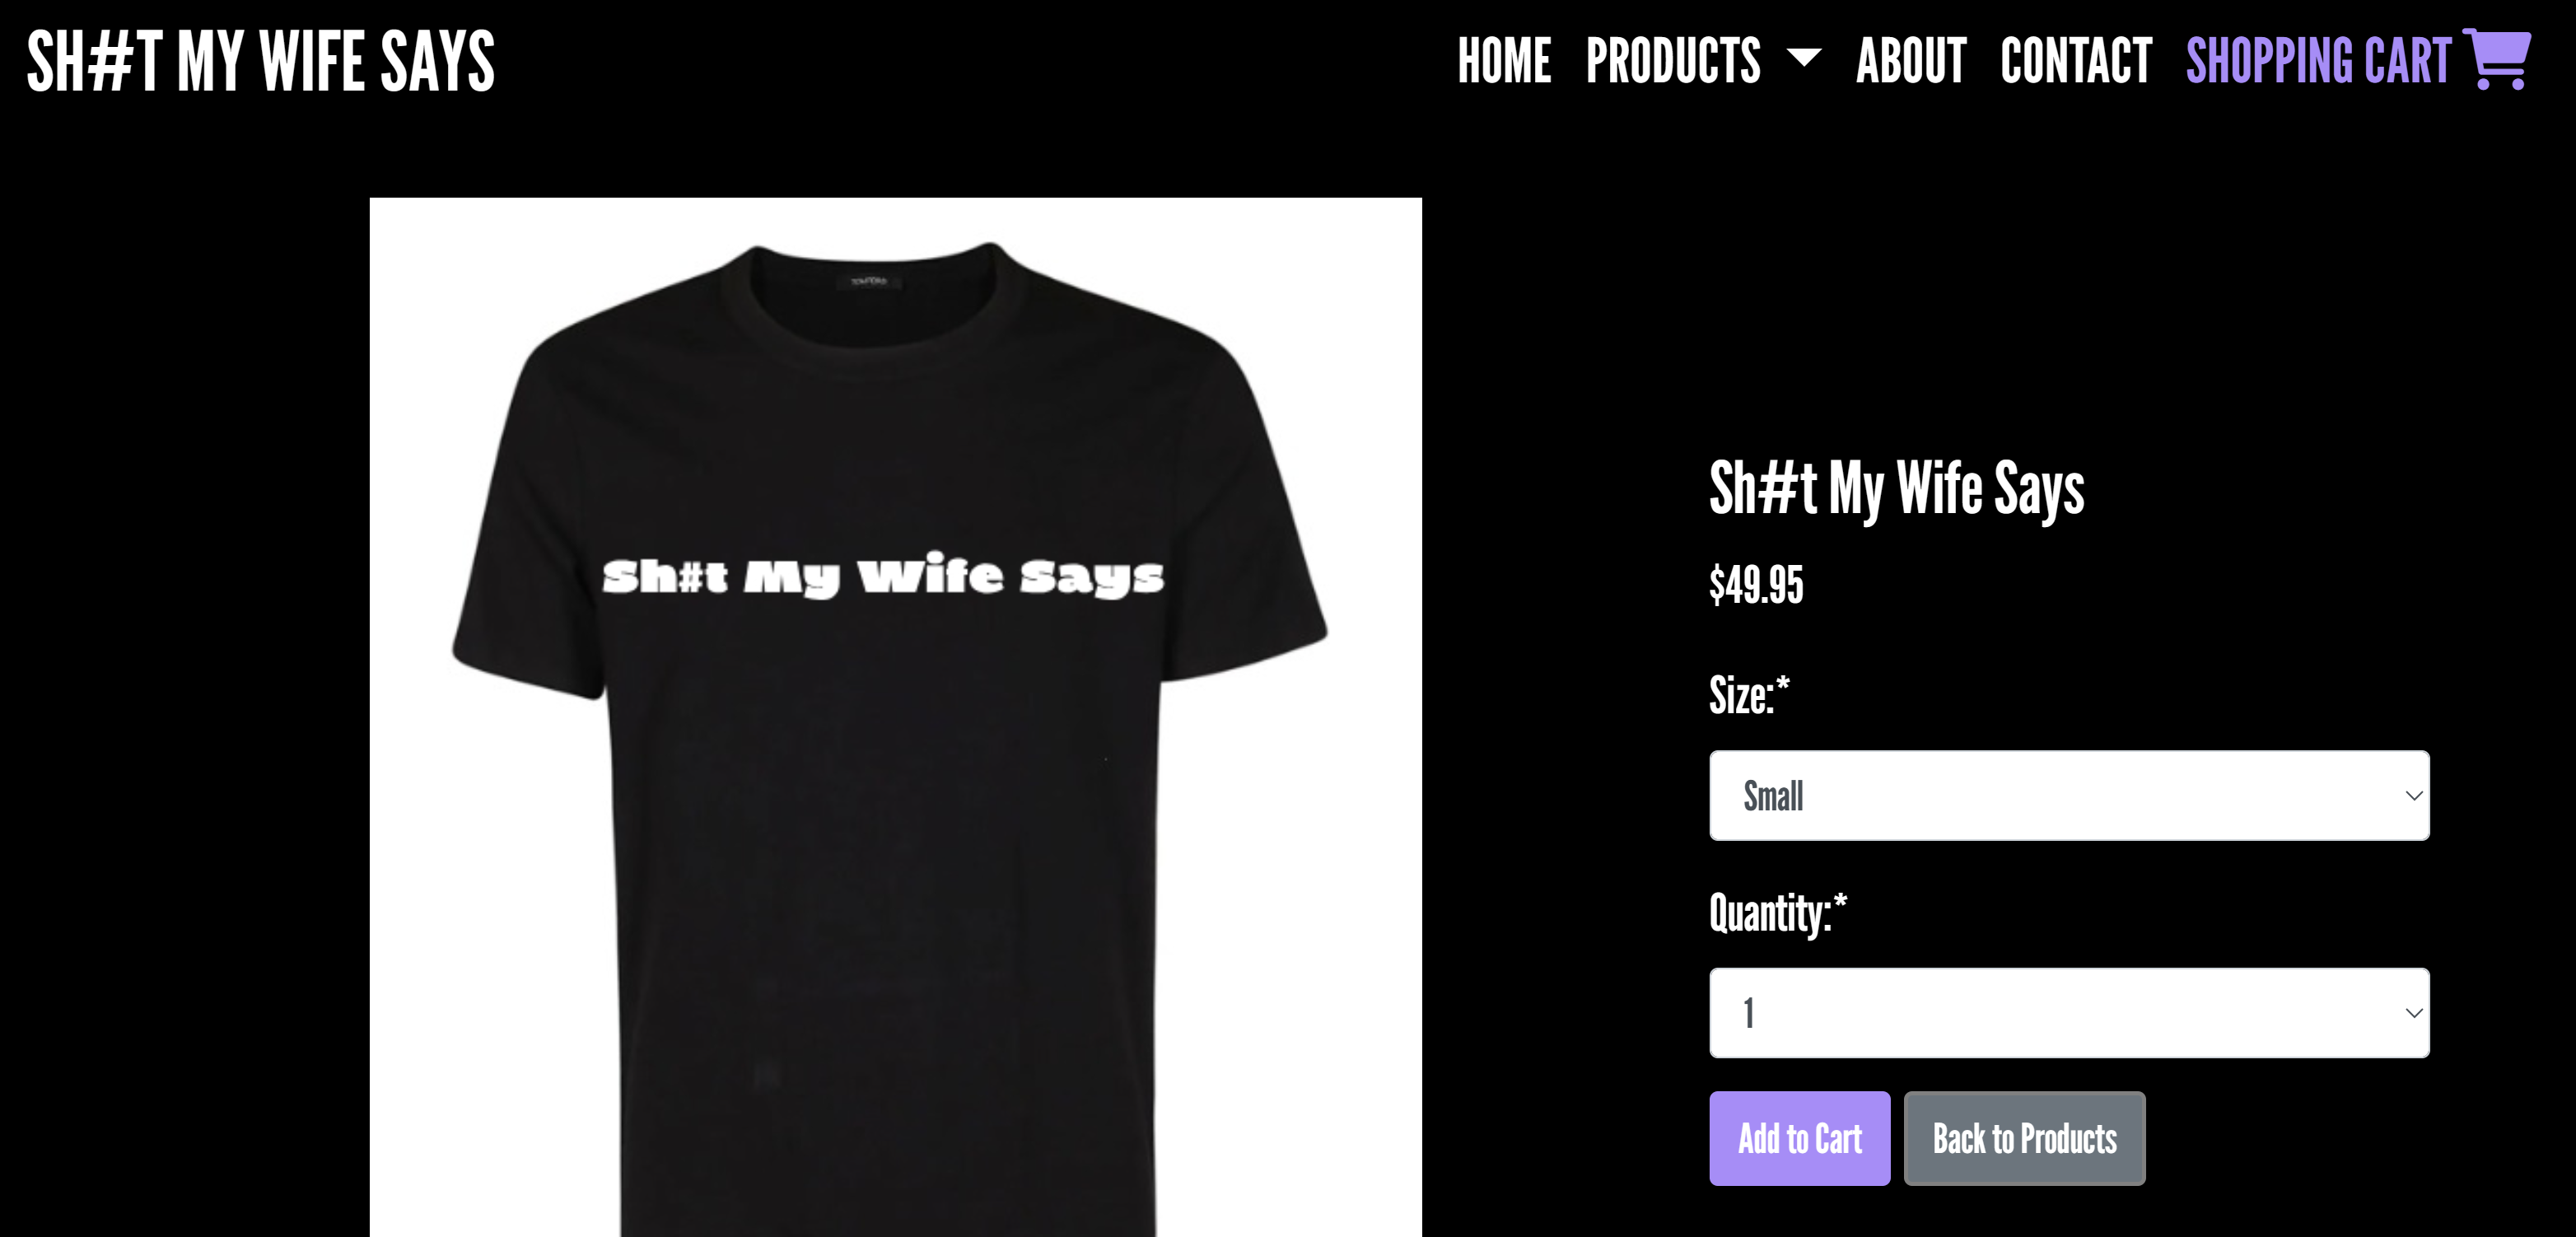 SH#T MY WIFE SAYS
HOME PRODUCTS ABOUT CONTACT SHOPPING CART
Sh#t My Wife Says
Sh#t My Wife Says
$49.95
Size:*
Small
Quantity:*
1
Add to Cart Back to Products